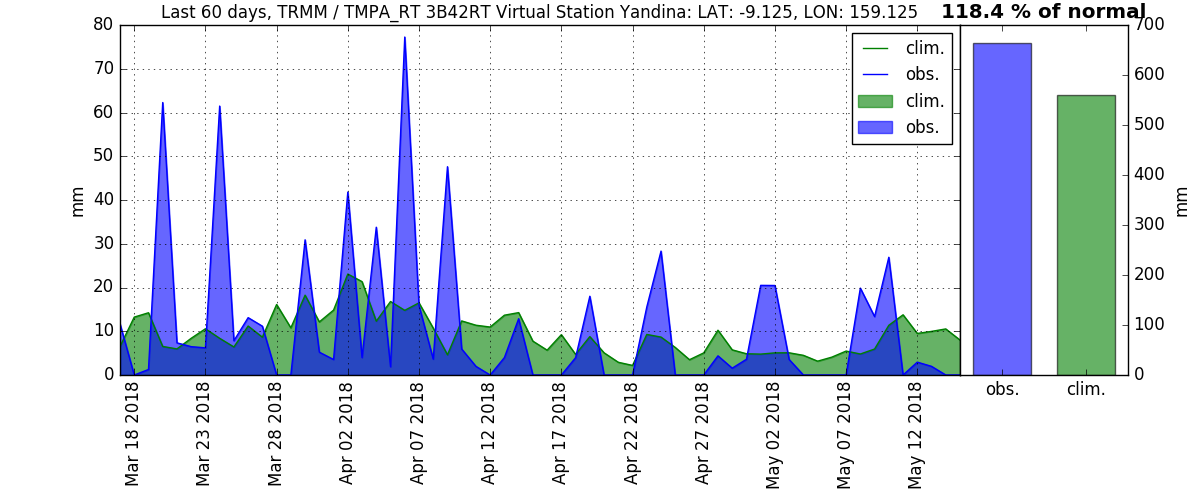 Last 60 days, TRMM / TMPA_RT 3B42RT Virtual Station Yandina: LAT: -9.125, LON: 159.125
118.4 % of normal
80
70
60
50
40
30
20
10
0
mm
clim.
obs.
clim.
obs.
700
600
500
400
300
200
100
0
mm
Mar 18 2018
Mar 23 2018
Mar 28 2018
Apr 02 2018
Apr 07 2018
Apr 12 2018
Apr 17 2018
Apr 22 2018
Apr 27 2018
May 02 2018
May 07 2018
May 12 2018
obs.
clim.